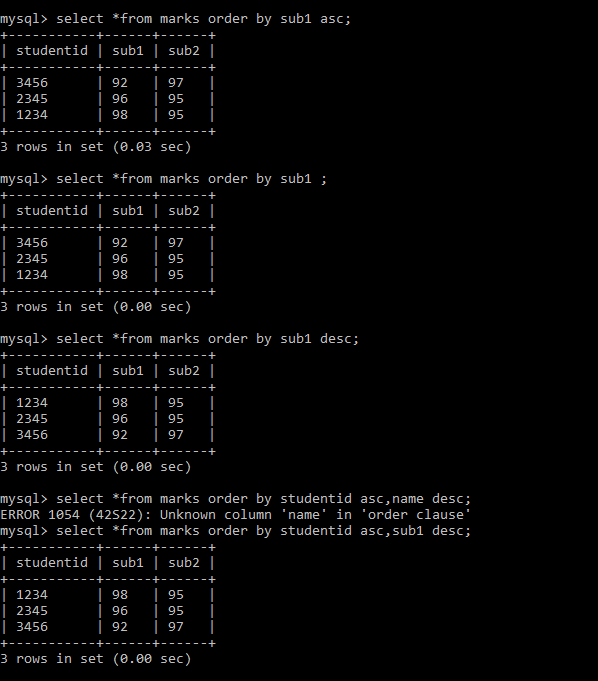 mysql> select *from marks order by sub1 asc;
+-----------+------+------+
| studentid | sub1 | sub2 |
+-----------+------+------+
| 3456      | 92   | 97   |
| 2345      | 96   | 95   |
| 1234      | 98   | 95   |
+-----------+------+------+
3 rows in set (0.03 sec)

mysql> select *from marks order by sub1 ;
+-----------+------+------+
| studentid | sub1 | sub2 |
+-----------+------+------+
| 3456      | 92   | 97   |
| 2345      | 96   | 95   |
| 1234      | 98   | 95   |
+-----------+------+------+
3 rows in set (0.00 sec)

mysql> select *from marks order by sub1 desc;
+-----------+------+------+
| studentid | sub1 | sub2 |
+-----------+------+------+
| 1234      | 98   | 95   |
| 2345      | 96   | 95   |
| 3456      | 92   | 97   |
+-----------+------+------+
3 rows in set (0.00 sec)

mysql> select *from marks order by studentid asc,name desc;
ERROR 1054 (42S22): Unknown column 'name' in 'order clause'
mysql> select *from marks order by studentid asc,sub1 desc;
+-----------+------+------+
| studentid | sub1 | sub2 |
+-----------+------+------+
| 1234      | 98   | 95   |
| 2345      | 96   | 95   |
| 3456      | 92   | 97   |
+-----------+------+------+
3 rows in set (0.00 sec)